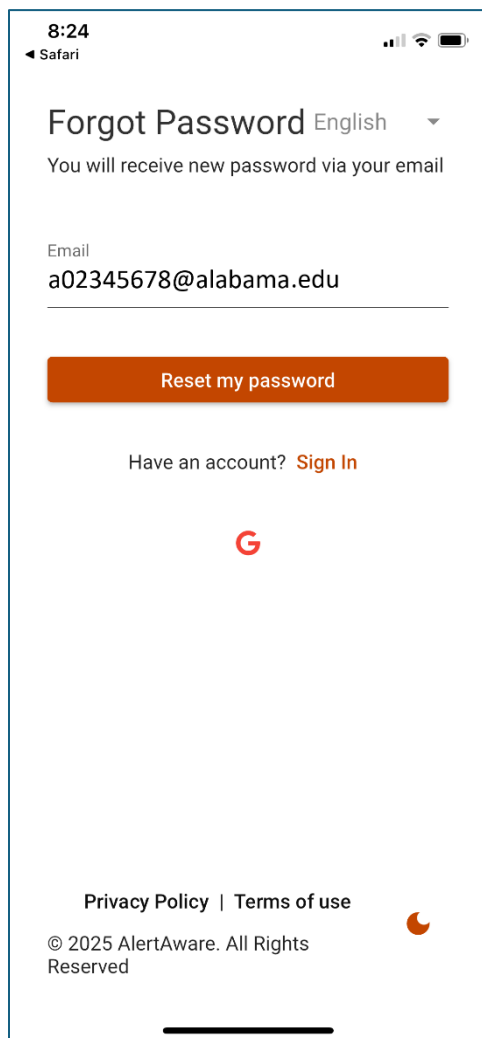 8:24
◀ Safari
Forgot Password English
You will receive new password via your email
Email
a02345678@alabama.edu
Reset my password
Have an account? Sign In
G
Privacy Policy | Terms of use
© 2025 AlertAware. All Rights
Reserved